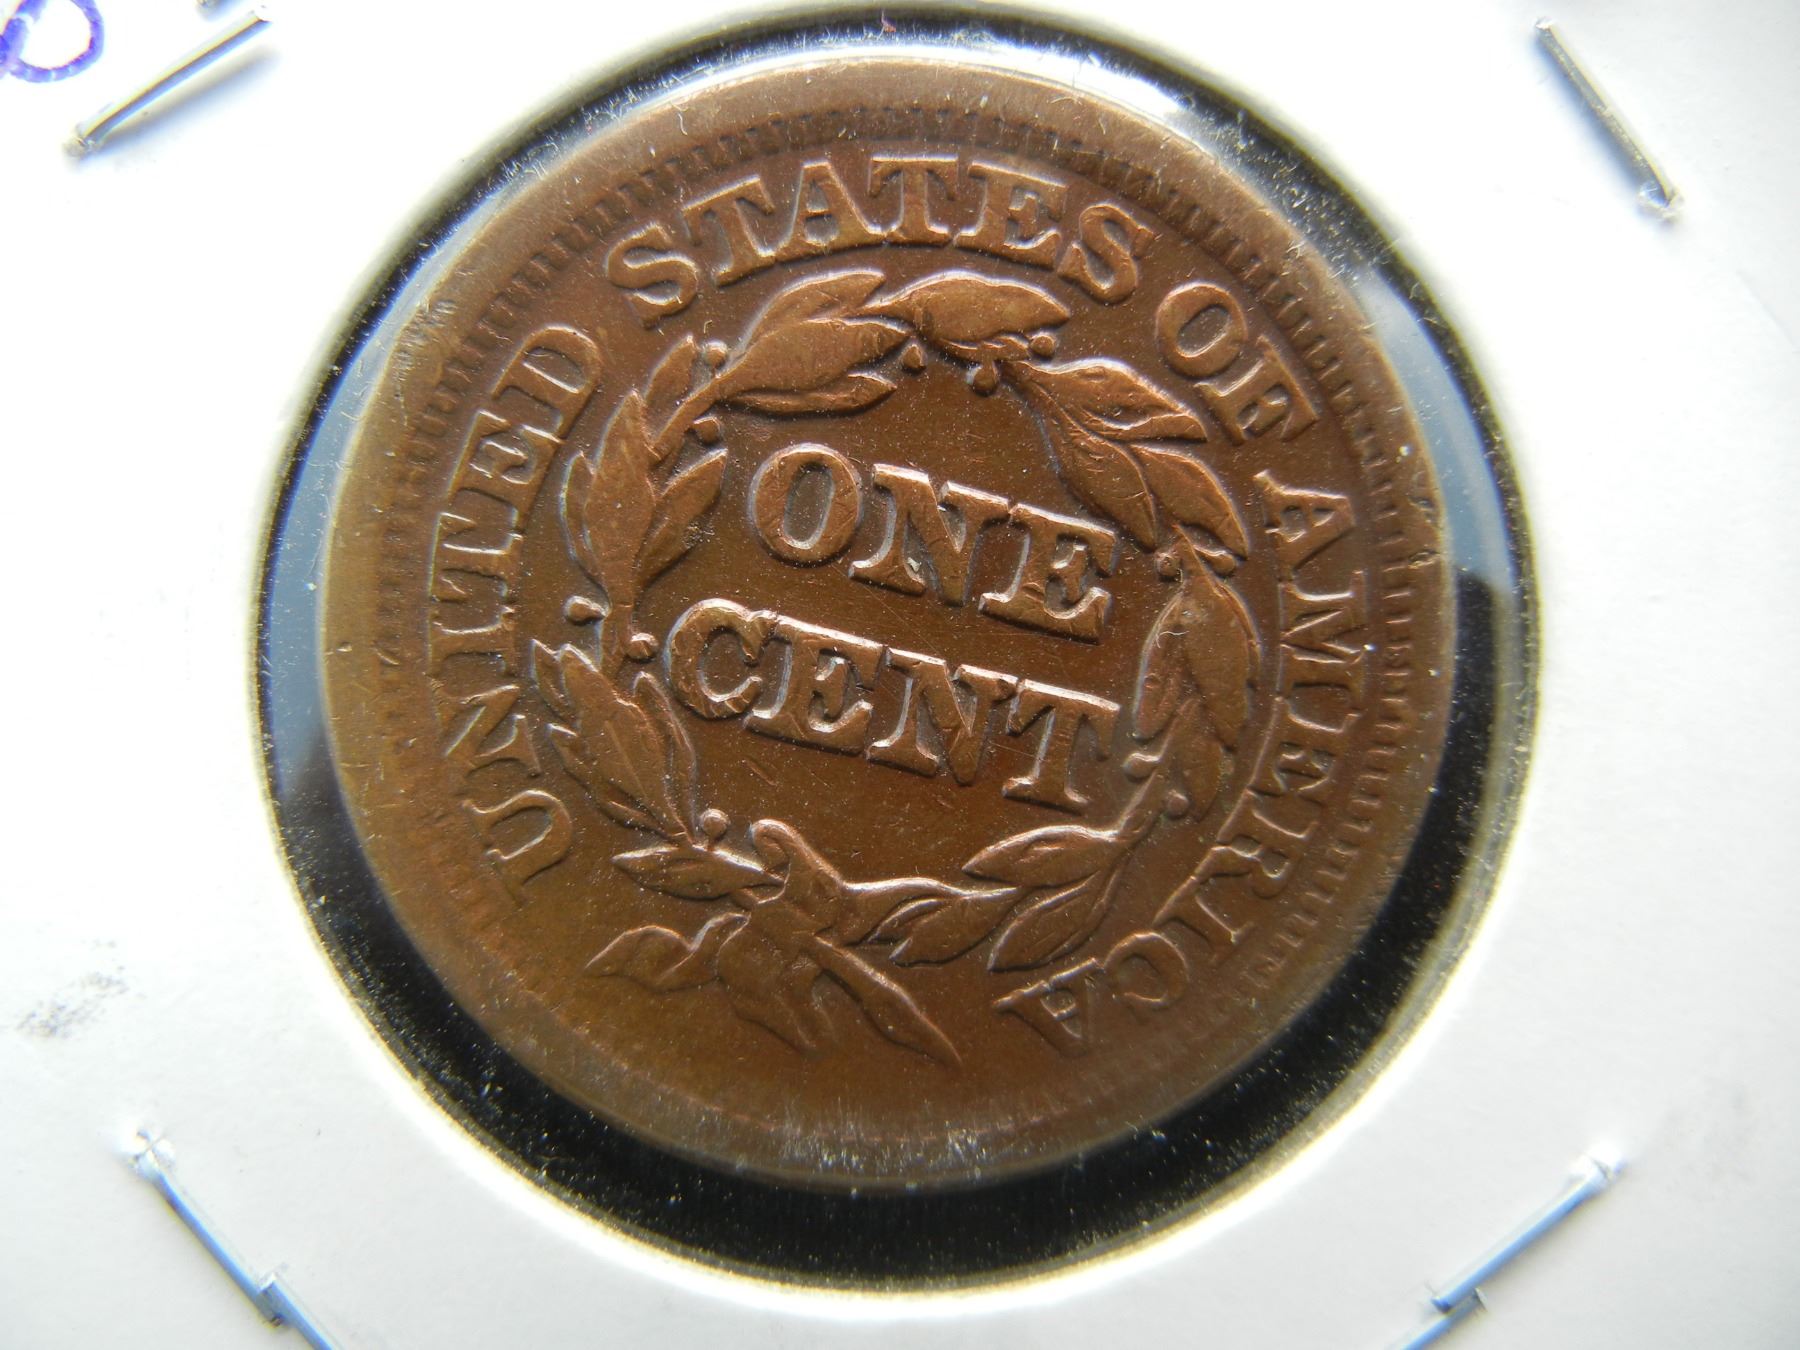 UNITED STATES OF AMERICA
ONE
CENT